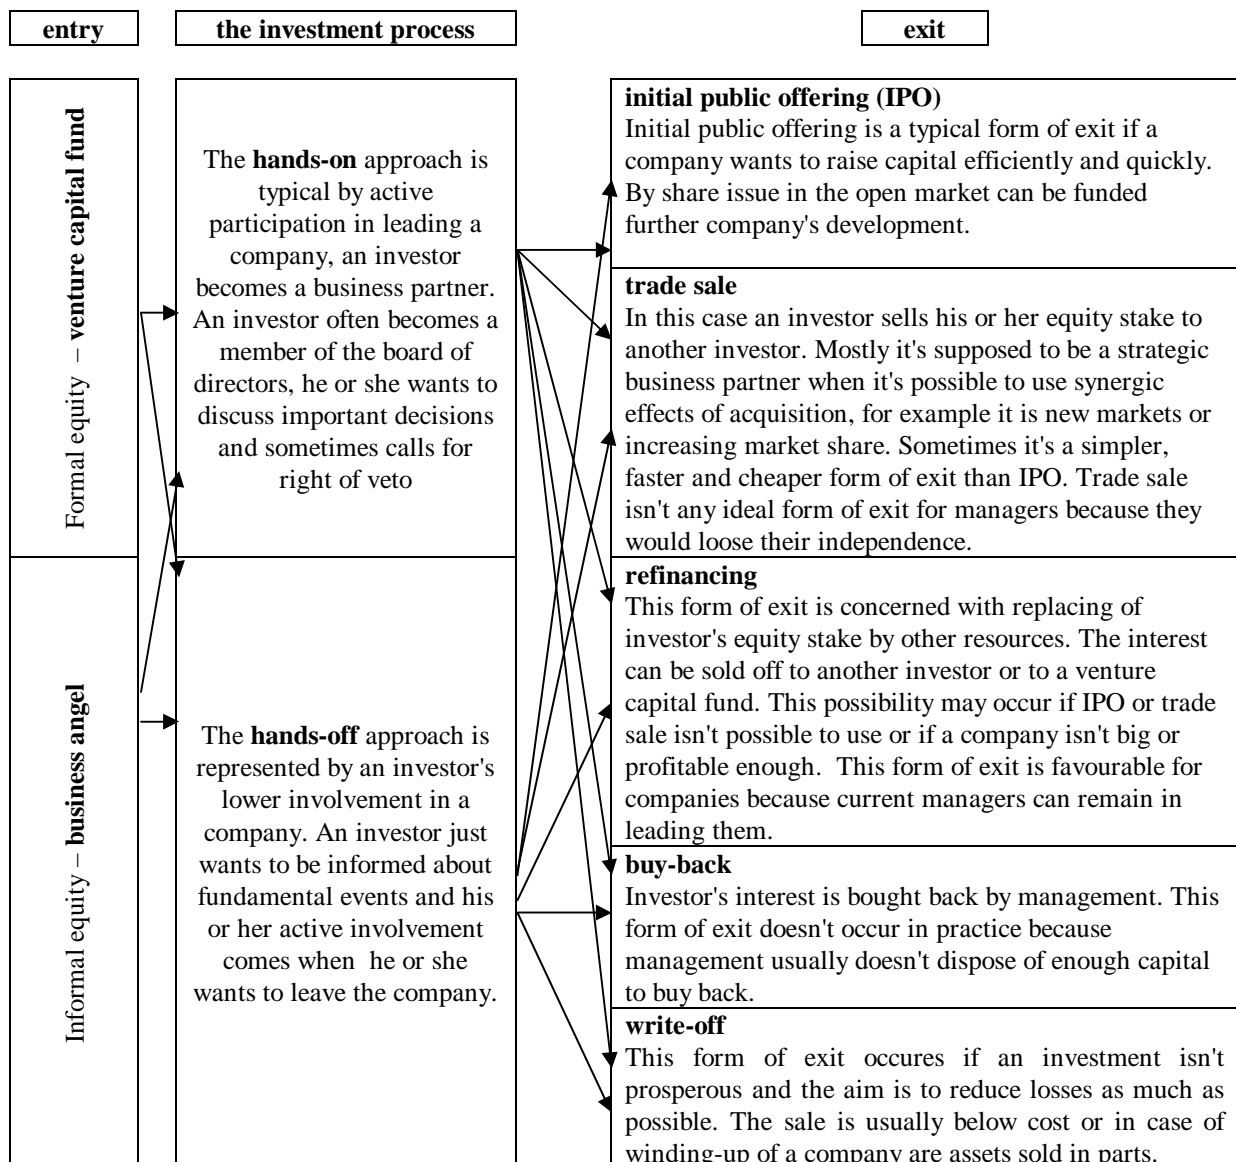 entry
the investment process
exit
Formal equity – venture capital fund
Informal equity – business angel
The hands-on approach is
typical by active
participation in leading a
company, an investor
becomes a business partner.
An investor often becomes a
member of the board of
directors, he or she wants to
discuss important decisions
and sometimes calls for
right of veto
The hands-off approach is
represented by an investor's
lower involvement in a
company. An investor just
wants to be informed about
fundamental events and his
or her active involvement
comes when he or she
wants to leave the company.
initial public offering (IPO)
Initial public offering is a typical form of exit if a
company wants to raise capital efficiently and quickly.
By share issue in the open market can be funded
further company's development.
trade sale
In this case an investor sells his or her equity stake to
another investor. Mostly it's supposed to be a strategic
business partner when it's possible to use synergic
effects of acquisition, for example it is new markets or
increasing market share. Sometimes it's a simpler,
faster and cheaper form of exit than IPO. Trade sale
isn't any ideal form of exit for managers because they
would loose their independence.
refinancing
This form of exit is concerned with replacing of
investor's equity stake by other resources. The interest
can be sold off to another investor or to a venture
capital fund. This possibility may occur if IPO or trade
sale isn't possible to use or if a company isn't big or
profitable enough. This form of exit is favourable for
companies because current managers can remain in
leading them.
buy-back
Investor's interest is bought back by management. This
form of exit doesn't occur in practice because
management usually doesn't dispose of enough capital
to buy back.
write-off
This form of exit occures if an investment isn't
prosperous and the aim is to reduce losses as much as
possible. The sale is usually below cost or in case of
winding-up of a company are assets sold in parts.